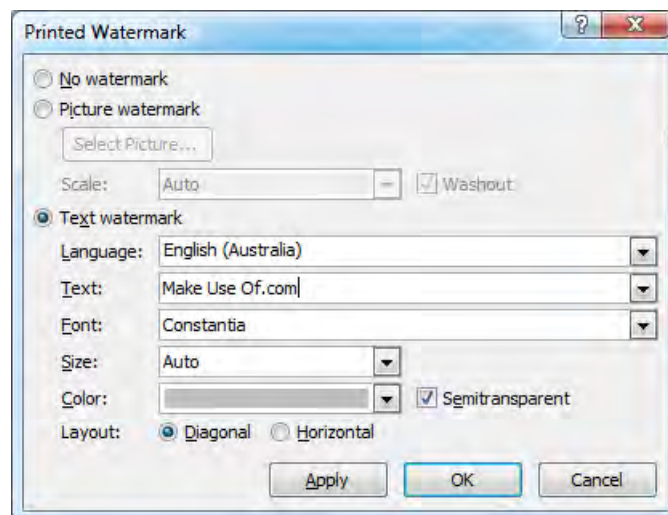 Printed Watermark
No watermark
Picture watermark
Select Picture...
Scale: Auto Washout
Text watermark
Language: English (Australia)
Text: Make Use Of.com
Font: Constantia
Size: Auto
Color: Semitransparent
Layout: Diagonal Horizontal
Apply OK Cancel